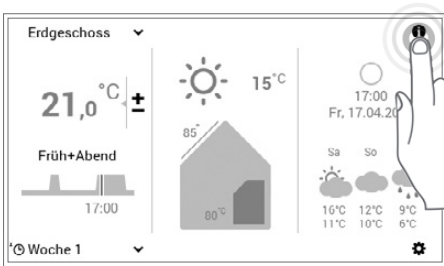 Erdgeschoss
21,0 °C ±
Früh+Abend
17:00
Woche 1
15°C
85°
80°C
i
17:00
Fr, 17.04.20
Sa So
16°C 12°C 9°C
11°C 10°C 6°C